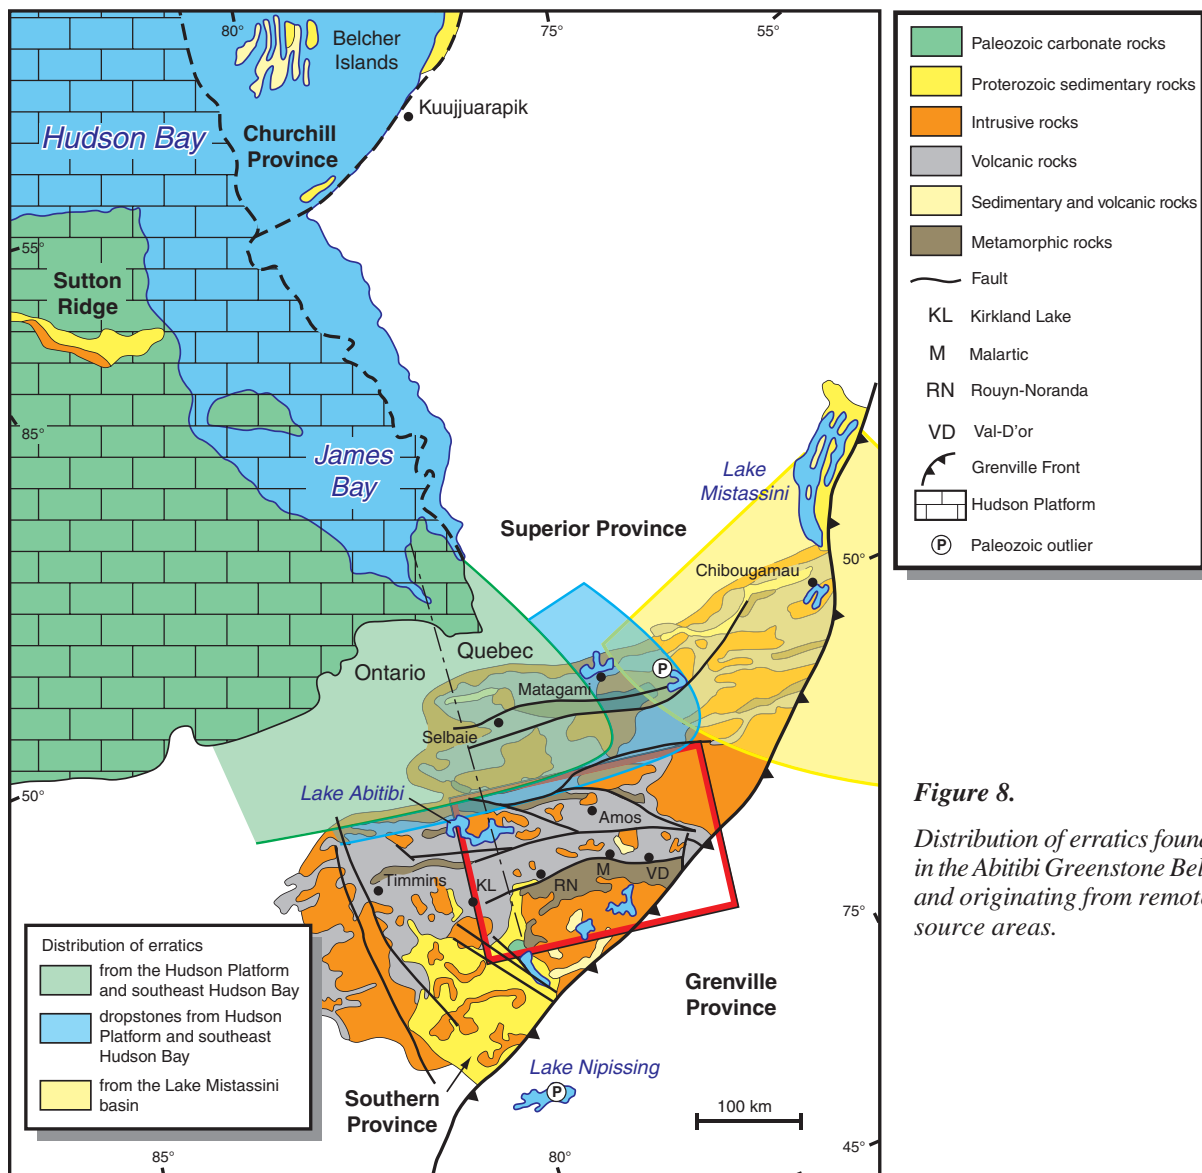 80°
75°
55°
Belcher
Islands
Kuujjuarapik
Hudson Bay
Churchill
Province
55°
Sutton
Ridge
85°
James
Bay
Lake
Mistassini
Superior Province
50°
Chibougamau
Quebec
Ontario
P
Matagami
Selbaie
50°
Lake Abitibi
Amos
Timmins
KL
RN
M
VD
75°
Grenville
Province
Lake Nipissing
P
Southern
Province
100 km
85°
80°
45°
Distribution of erratics
from the Hudson Platform
and southeast Hudson Bay
dropstones from Hudson
Platform and southeast
Hudson Bay
from the Lake Mistassini
basin
Paleozoic carbonate rocks
Proterozoic sedimentary rocks
Intrusive rocks
Volcanic rocks
Sedimentary and volcanic rocks
Metamorphic rocks
Fault
KL Kirkland Lake
M Malartic
RN Rouyn-Noranda
VD Val-D'or
Grenville Front
Hudson Platform
P Paleozoic outlier
Figure 8.
Distribution of erratics
in the Abitibi Greenstone
and originating from
source areas.